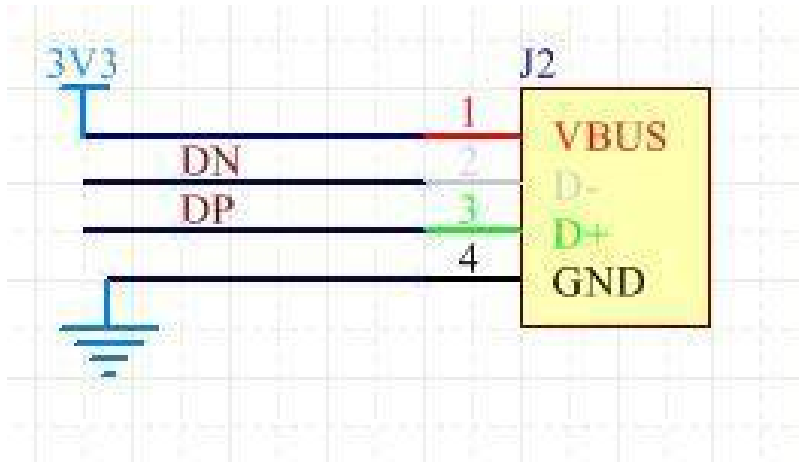 3V3
J2
1 VBUS
DN 2 D-
DP 3 D+
4 GND